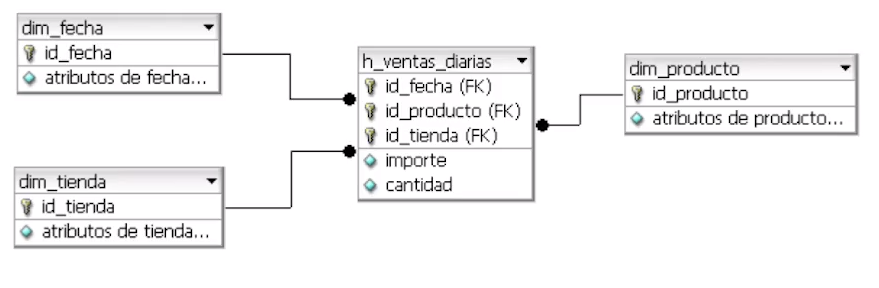 dim_fecha
id_fecha
atributos de fecha...
h_ventas_diarias
id_fecha (FK)
id_producto (FK)
id_tienda (FK)
importe
cantidad
dim_producto
id_producto
atributos de producto...
dim_tienda
id_tienda
atributos de tienda...